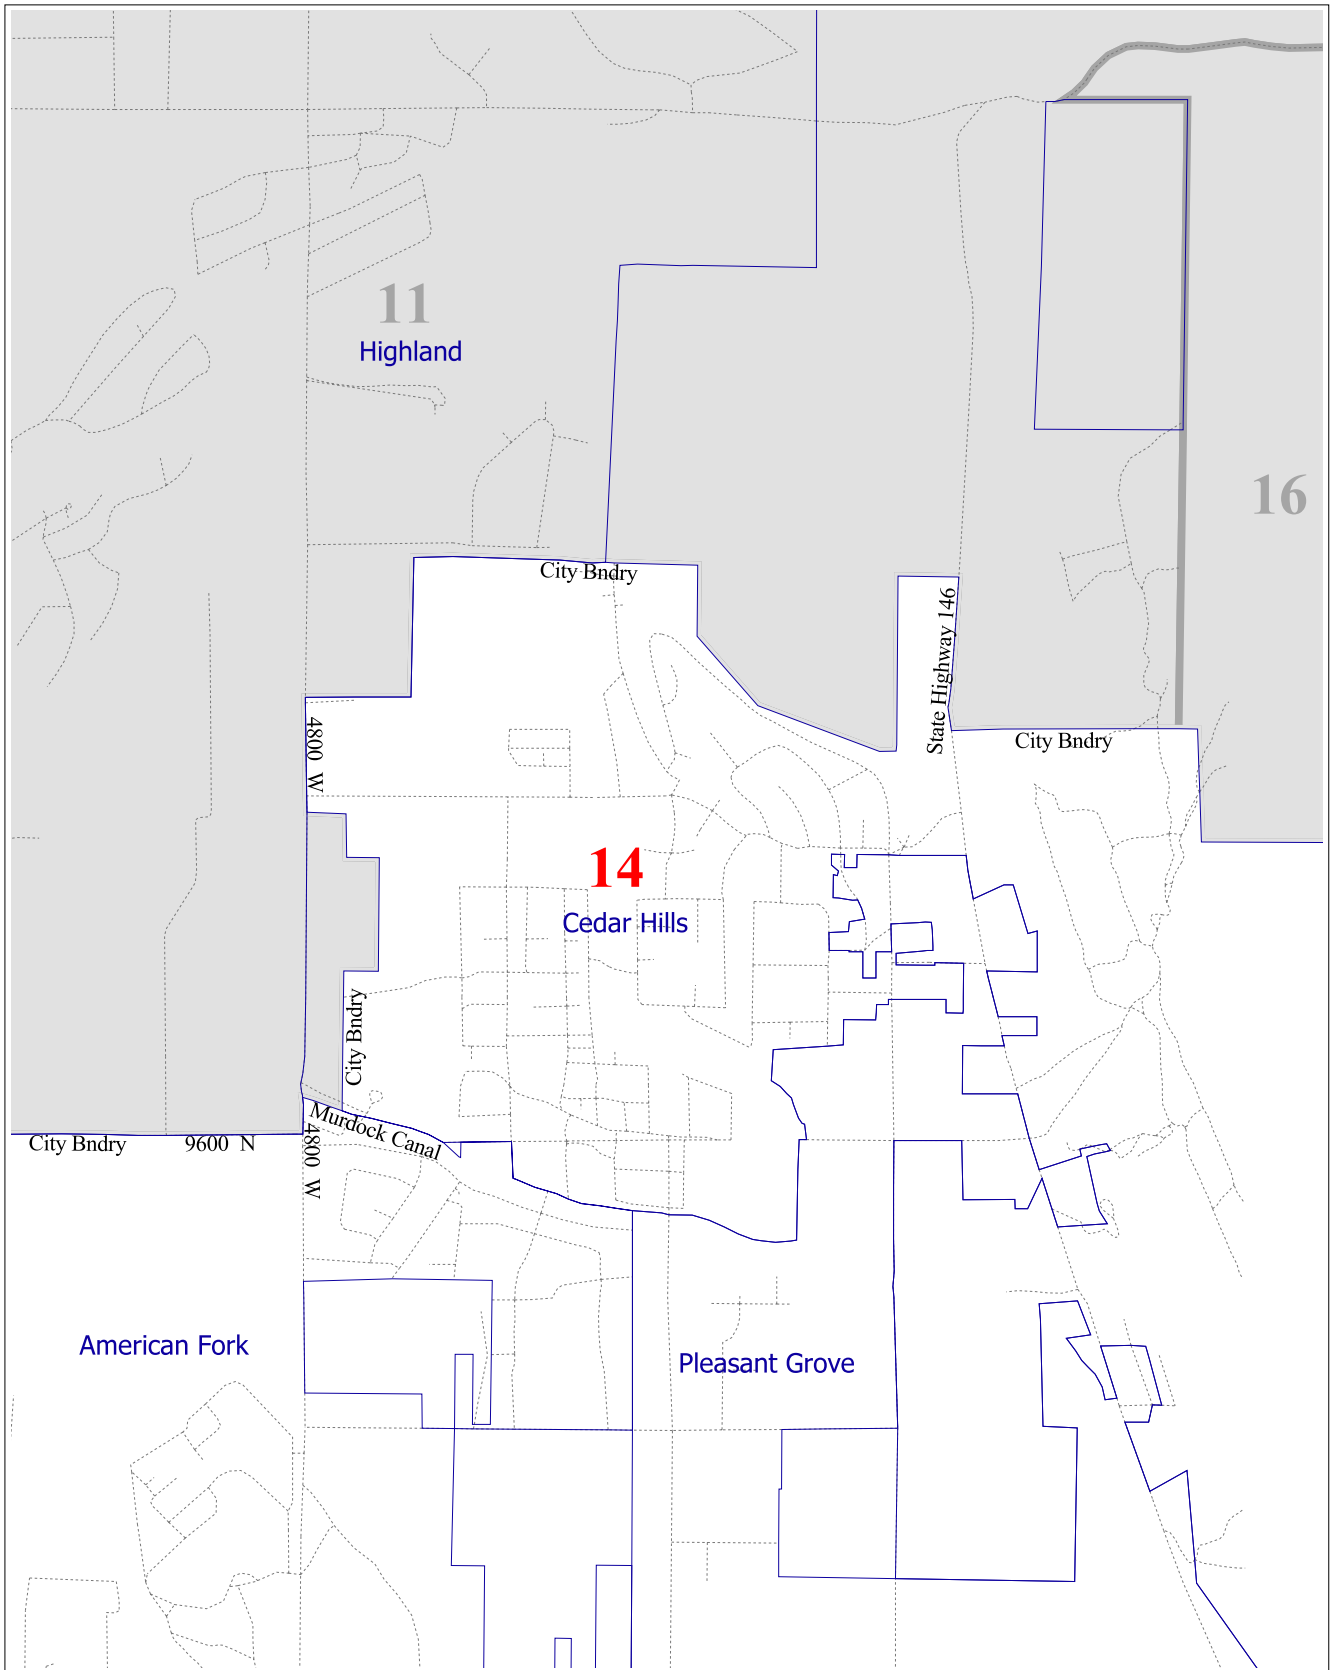 11
Highland
16
City Bndry
State Highway 146
4800 W
City Bndry
14
Cedar Hills
City Bndry
Murdock Canal
City Bndry
9600 N
4800 W
American Fork
Pleasant Grove